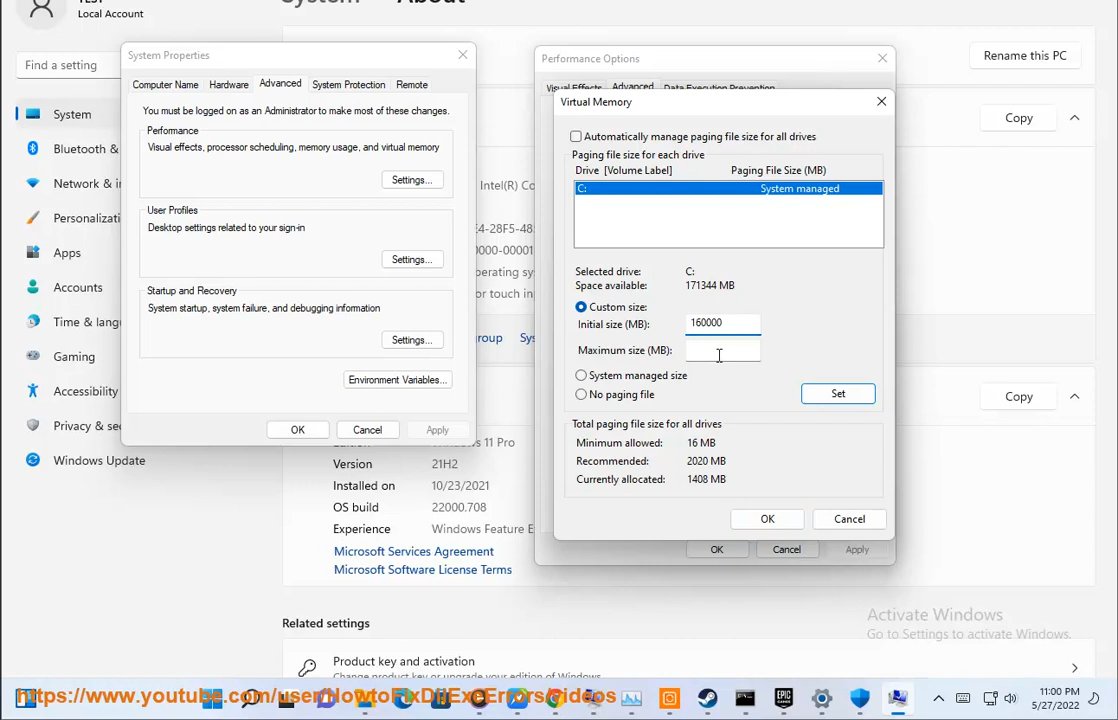 System
About
TEST
Local Account
Find a setting
Rename this PC
System
Bluetooth &
Network & i
Personalizati
Apps
Accounts
Time & langu
Gaming
Accessibility
Privacy & se
Windows Update
System Properties
Computer Name
Hardware
Advanced
System Protection
Remote
You must be logged on as an Administrator to make most of these changes.
Performance
Visual effects, processor scheduling, memory usage, and virtual memory
Settings...
User Profiles
Desktop settings related to your sign-in
Settings...
Startup and Recovery
System startup, system failure, and debugging information
Settings...
Environment Variables...
OK
Cancel
Apply
Copy
Intel(R) Co
E4-28F5-485
0000-00001
perating sys
or touch in
group
Sys
Copy
indows 11 Pro
Version
21H2
Installed on
10/23/2021
OS build
22000.708
Experience
Windows Feature E
Microsoft Services Agreement
Microsoft Software License Terms
Performance Options
Visual Effects
Advanced
Data Execution Prevention
Virtual Memory
Automatically manage paging file size for all drives
Paging file size for each drive
Drive [Volume Label]
Paging File Size (MB)
C:
System managed
Selected drive:
C:
Space available:
171344 MB
Custom size:
Initial size (MB):
160000
Maximum size (MB):
System managed size
No paging file
Set
Total paging file size for all drives
Minimum allowed:
16 MB
Recommended:
2020 MB
Currently allocated:
1408 MB
OK
Cancel
OK
Cancel
Apply
Activate Windows
Go to Settings to activate Windows.
Related settings
Product key and activation
Change product key or upgrade your edition of Windows
https://www.youtube.com/user/HowtoFixDllExeErrors/videos
EPIC
GAMES
11:00 PM
5/27/2022